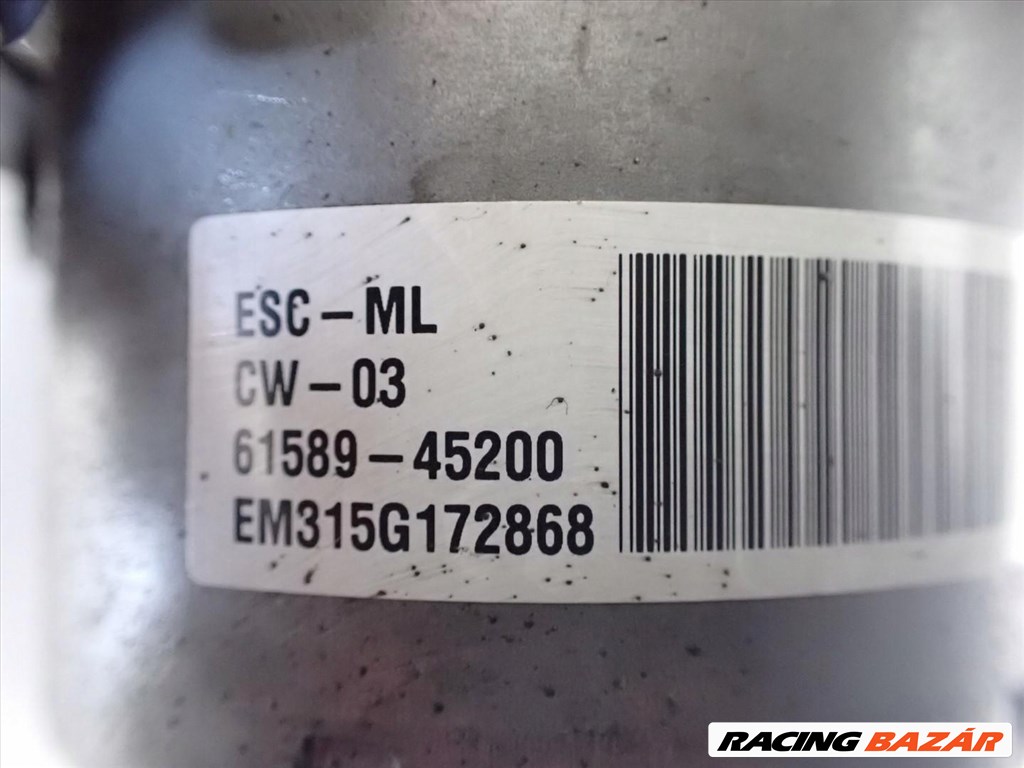 ESC-ML
CW-03
61589-45200
EM315G172868
RACING BAZÁR